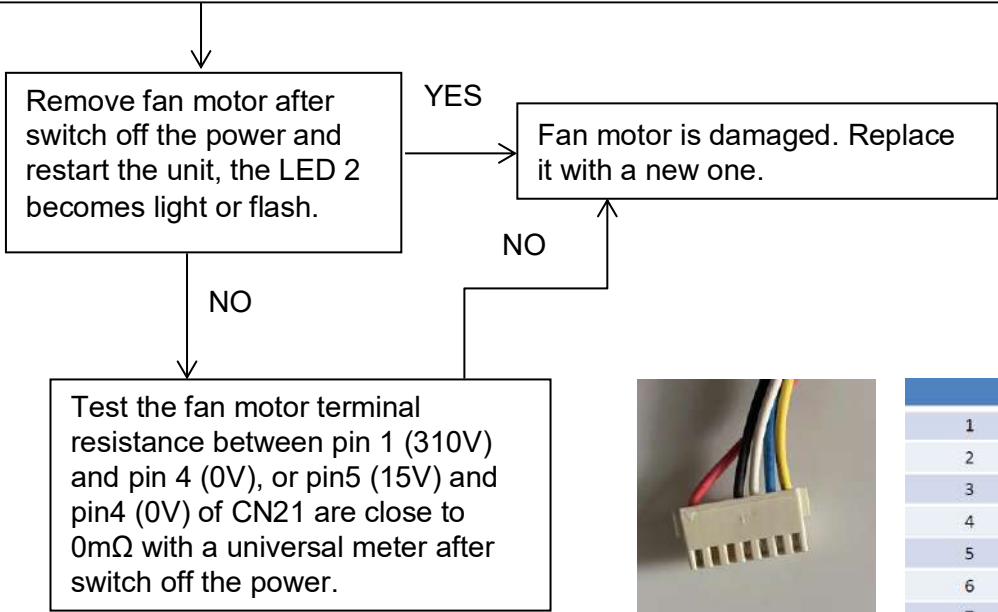 Remove fan motor after
switch off the power and
restart the unit, the LED 2
becomes light or flash.
YES
Fan motor is damaged. Replace
it with a new one.
NO
NO
Test the fan motor terminal
resistance between pin 1 (310V)
and pin 4 (0V), or pin5 (15V) and
pin4 (0V) of CN21 are close to
0mΩ with a universal meter after
switch off the power.
1
2
3
4
5
6